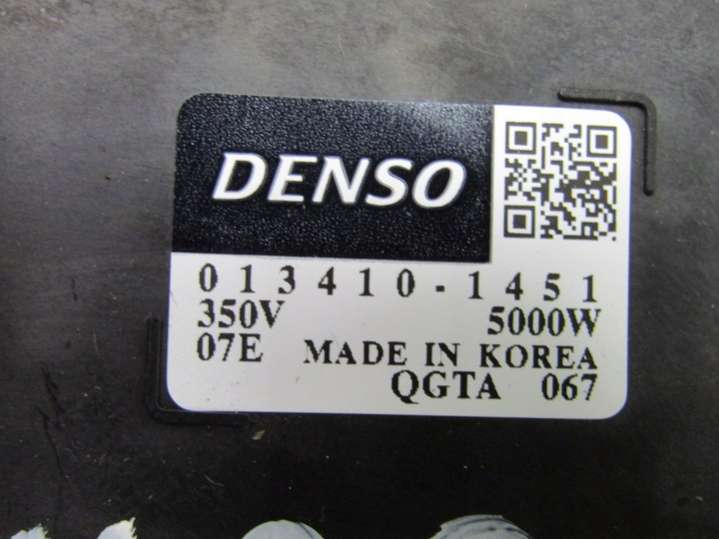 DENSO
013410-1451
350V 5000W
07E MADE IN KOREA
QGTA 067